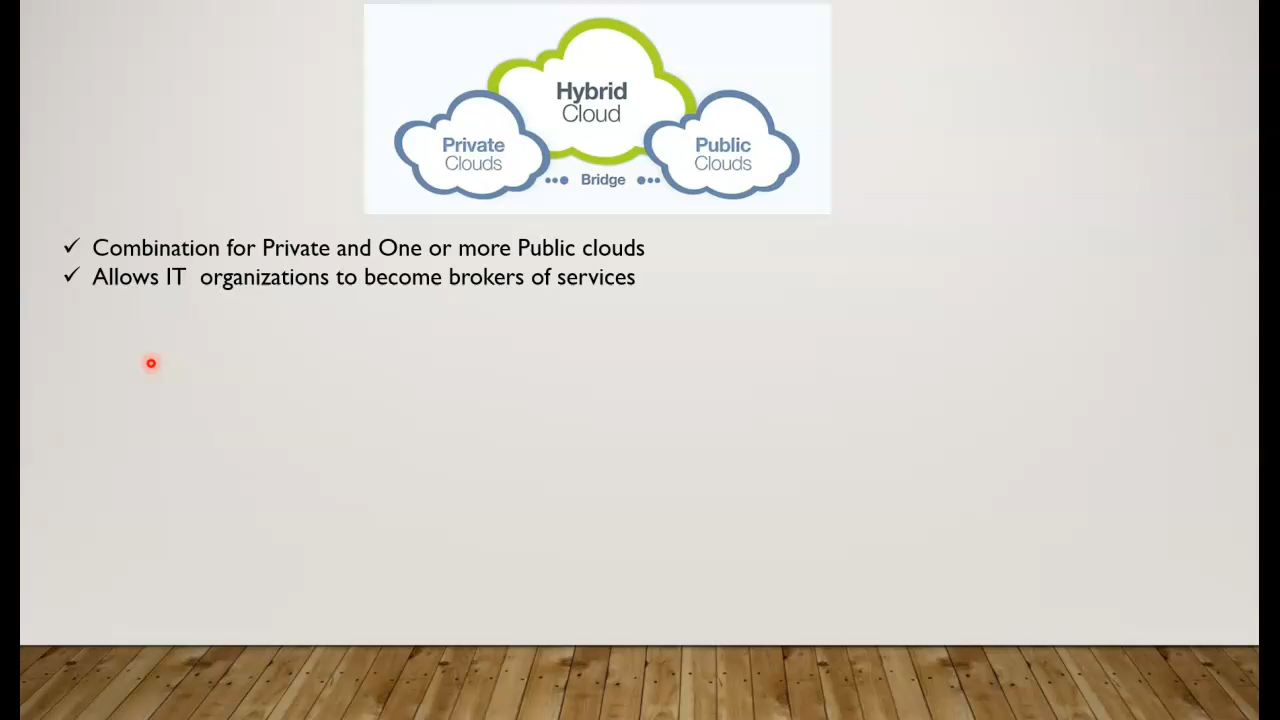 Hybrid
Cloud
Private
Clouds
Public
Clouds
Bridge
Combination for Private and One or more Public clouds
Allows IT  organizations to become brokers of services